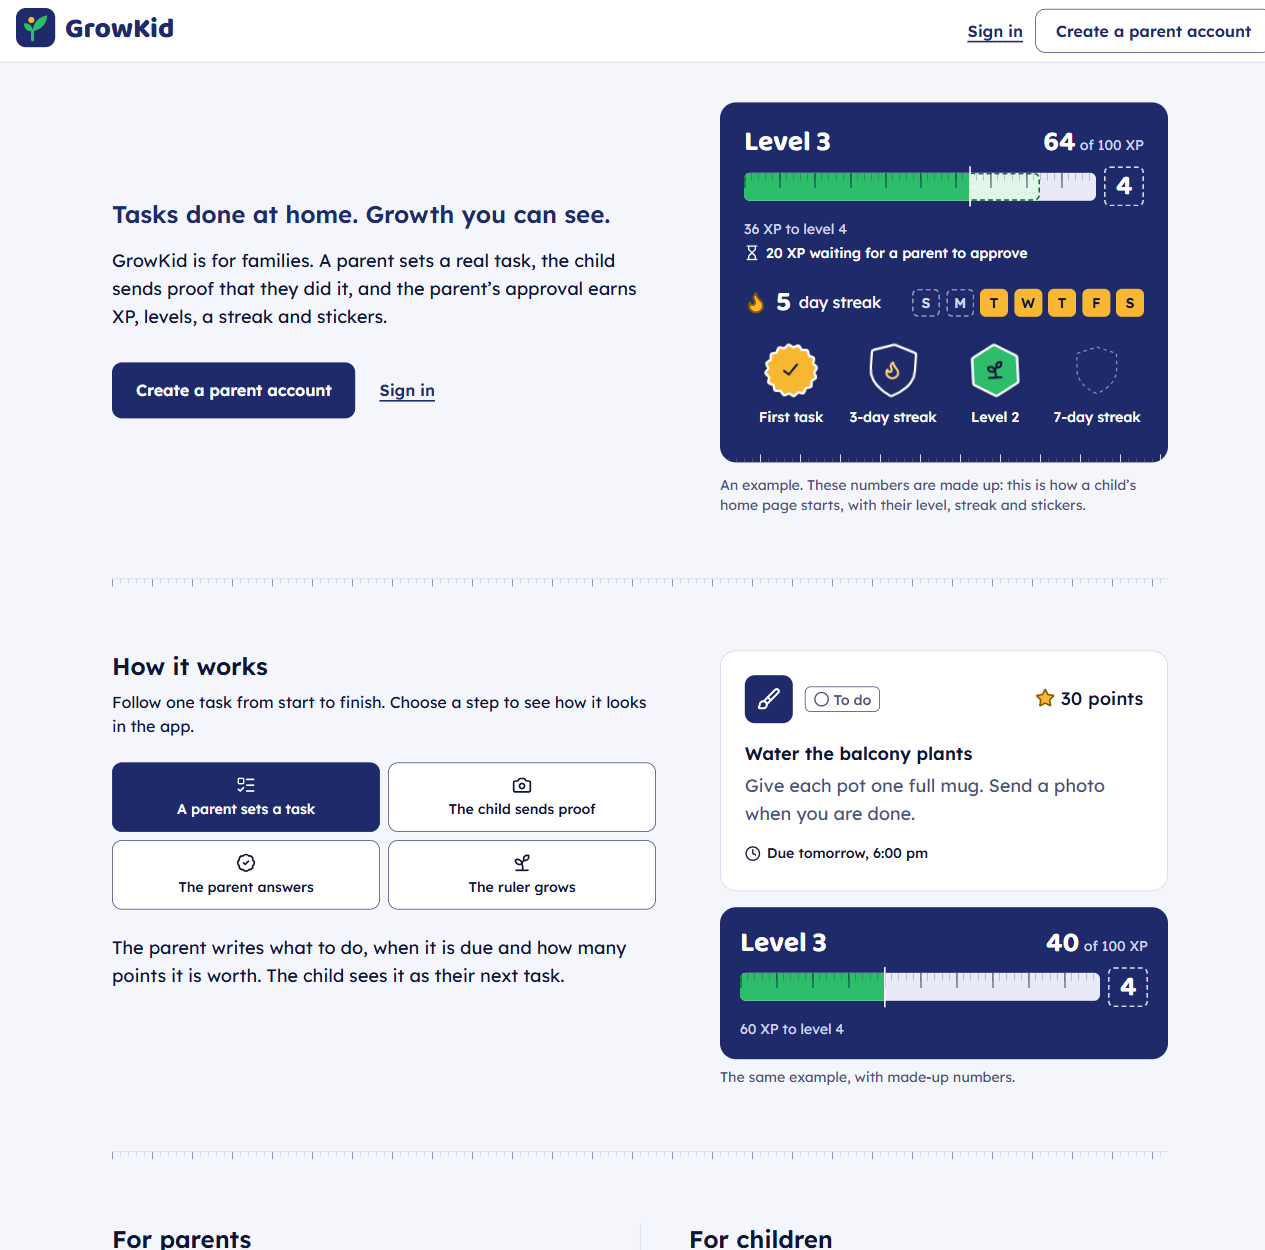 GrowKid
Sign in
Create a parent account
Tasks done at home. Growth you can see.
GrowKid is for families. A parent sets a real task, the child
sends proof that they did it, and the parent’s approval earns
XP, levels, a streak and stickers.
Create a parent account
Sign in
Level 3
64 of 100 XP
4
36 XP to level 4
20 XP waiting for a parent to approve
5 day streak
S M T W T F S
First task
3-day streak
Level 2
7-day streak
An example. These numbers are made up: this is how a child’s
home page starts, with their level, streak and stickers.
How it works
Follow one task from start to finish. Choose a step to see how it looks
in the app.
A parent sets a task
The child sends proof
The parent answers
The ruler grows
The parent writes what to do, when it is due and how many
points it is worth. The child sees it as their next task.
To do
30 points
Water the balcony plants
Give each pot one full mug. Send a photo
when you are done.
Due tomorrow, 6:00 pm
Level 3
40 of 100 XP
4
60 XP to level 4
The same example, with made-up numbers.
For parents
For children